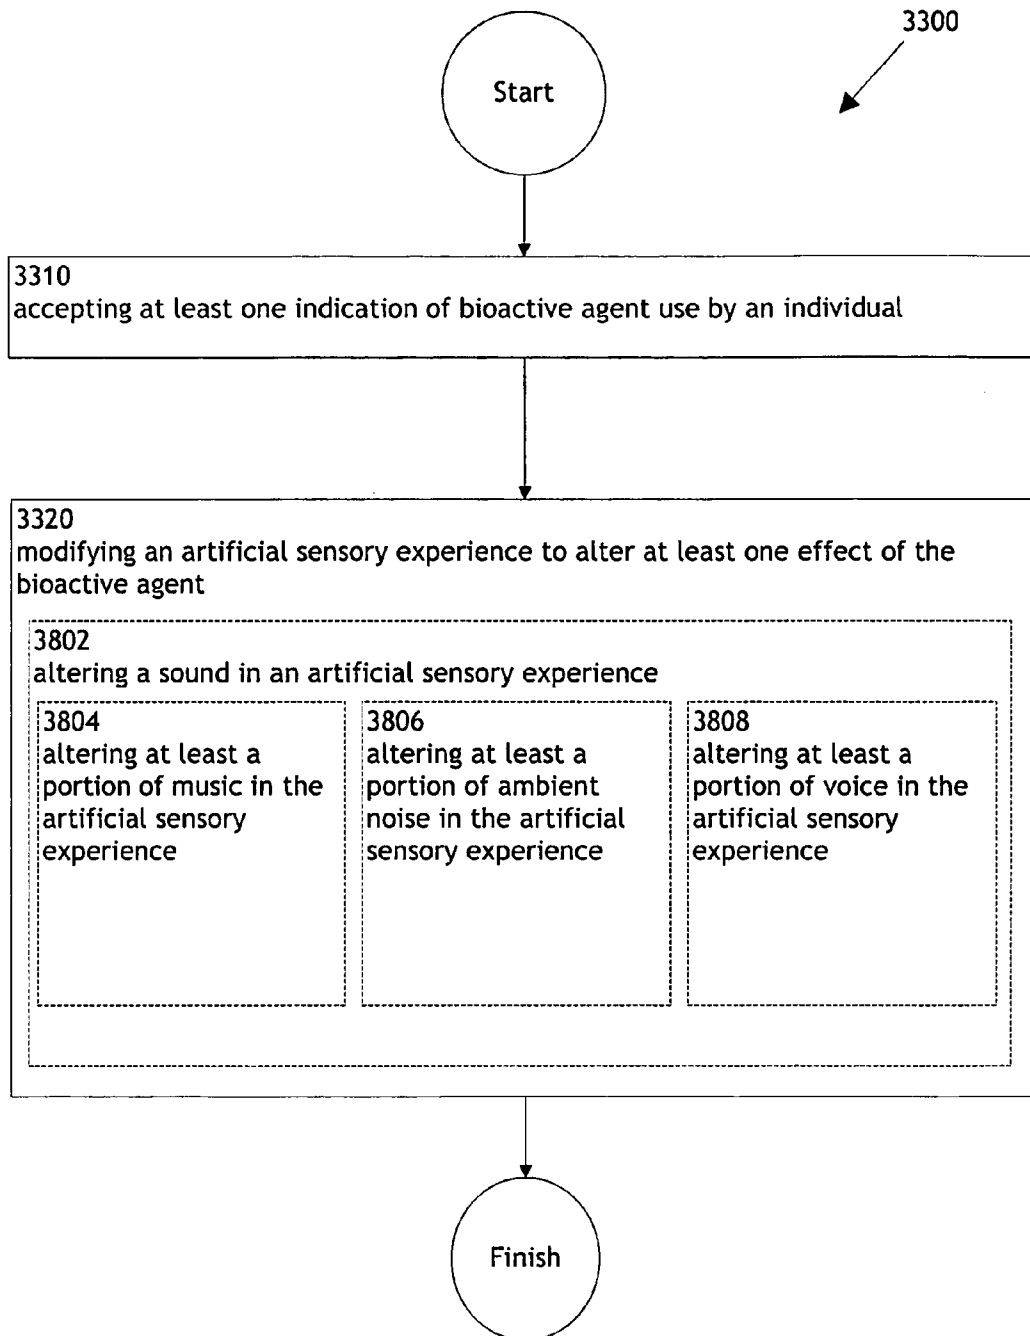 3300
Start
3310
accepting at least one indication of bioactive agent use by an individual
3320
modifying an artificial sensory experience to alter at least one effect of the
bioactive agent
3802
altering a sound in an artificial sensory experience
3804
altering at least a
portion of music in the
artificial sensory
experience
3806
altering at least a
portion of ambient
noise in the artificial
sensory experience
3808
altering at least a
portion of voice in the
artificial sensory
experience
Finish